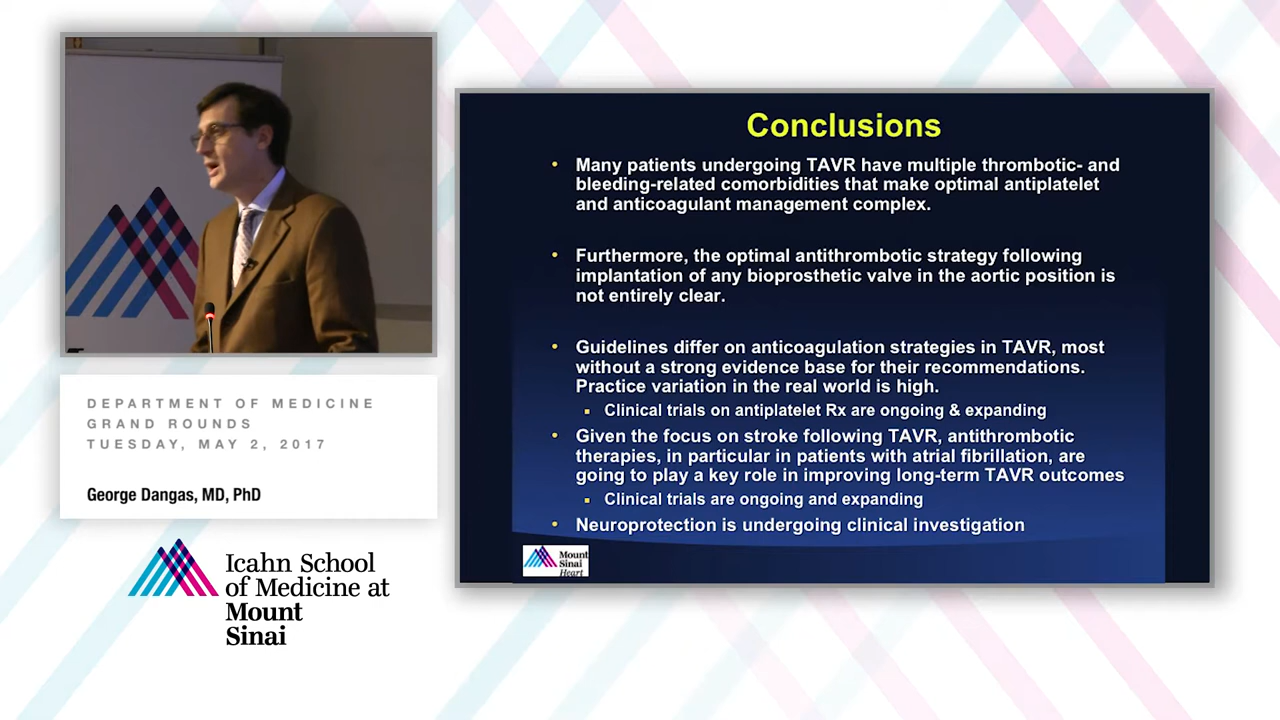 DEPARTMENT OF MEDICINE
GRAND ROUNDS
TUESDAY, MAY 2, 2017
George Dangas, MD, PhD
Icahn School
of Medicine at
Mount
Sinai
Conclusions
• Many patients undergoing TAVR have multiple thrombotic- and
bleeding-related comorbidities that make optimal antiplatelet
and anticoagulant management complex.
• Furthermore, the optimal antithrombotic strategy following
implantation of any bioprosthetic valve in the aortic position is
not entirely clear.
• Guidelines differ on anticoagulation strategies in TAVR, most
without a strong evidence base for their recommendations.
Practice variation in the real world is high.
▪ Clinical trials on antiplatelet Rx are ongoing & expanding
• Given the focus on stroke following TAVR, antithrombotic
therapies, in particular in patients with atrial fibrillation, are
going to play a key role in improving long-term TAVR outcomes
▪ Clinical trials are ongoing and expanding
• Neuroprotection is undergoing clinical investigation
Mount
Sinai
Heart